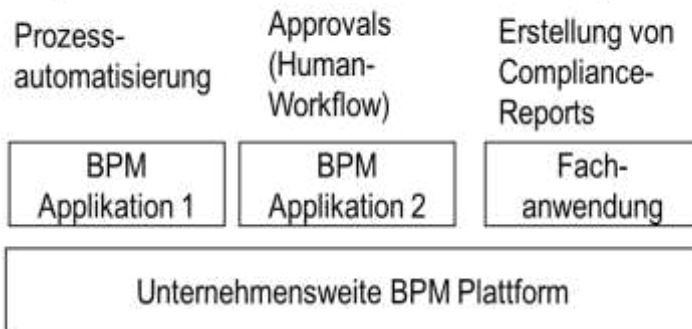 Prozess-
automatisierung
Approvals
(Human-
Workflow)
Erstellung von
Compliance-
Reports
BPM
Applikation 1
BPM
Applikation 2
Fach-
anwendung
Unternehmensweite BPM Plattform